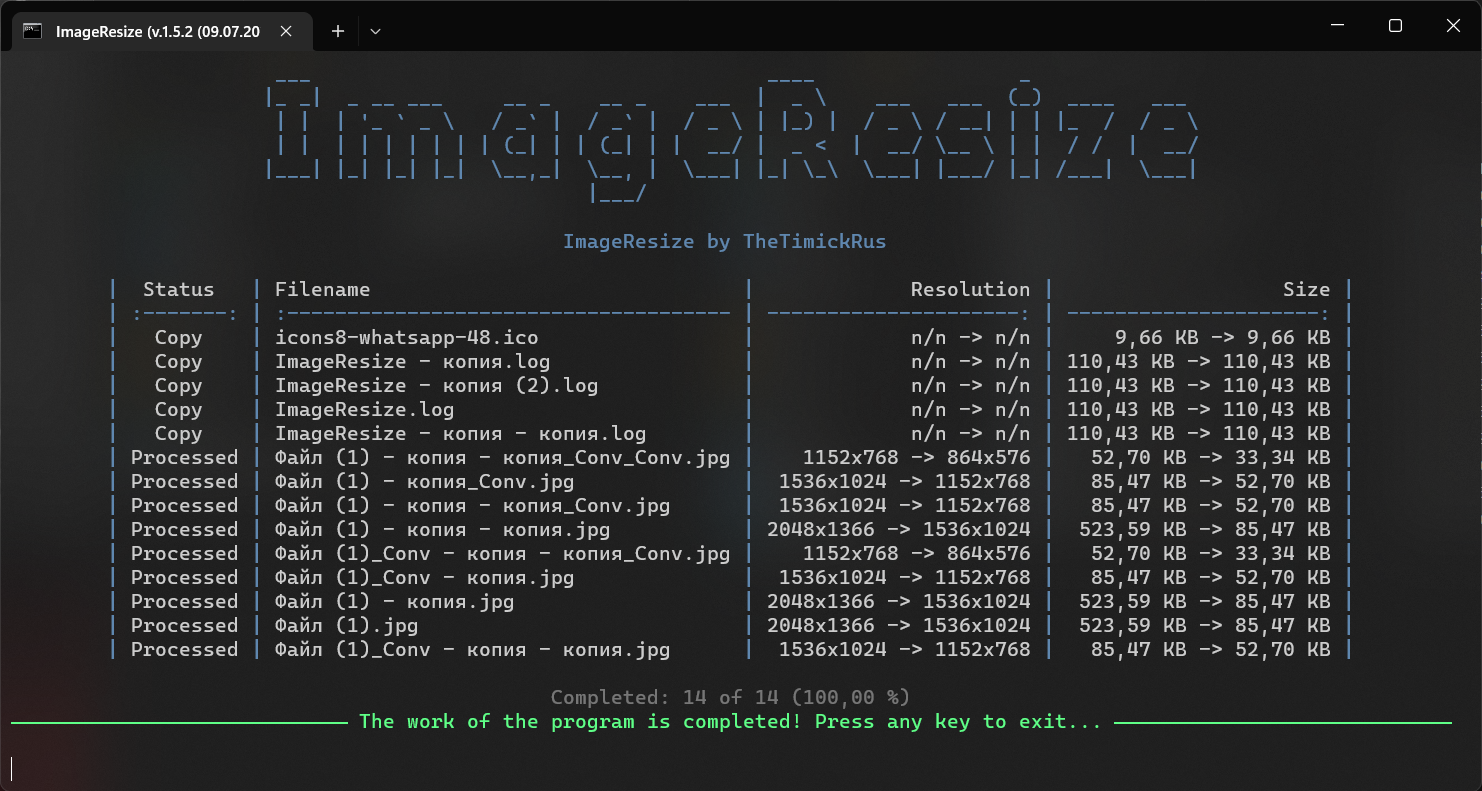 ImageResize (v.1.5.2 (09.07.20
ImageResize
ImageResize by TheTimickRus
| Status | Filename | Resolution | Size |
| :-------: | :------------------------------------- | ---------------------: | ---------------------: |
| Copy | icons8-whatsapp-48.ico | n/n -> n/n | 9,66 KB -> 9,66 KB |
| Copy | ImageResize - копия.log | n/n -> n/n | 110,43 KB -> 110,43 KB |
| Copy | ImageResize - копия (2).log | n/n -> n/n | 110,43 KB -> 110,43 KB |
| Copy | ImageResize.log | n/n -> n/n | 110,43 KB -> 110,43 KB |
| Copy | ImageResize - копия - копия.log | n/n -> n/n | 110,43 KB -> 110,43 KB |
| Processed | Файл (1) - копия - копия_Conv_Conv.jpg | 1152x768 -> 864x576 | 52,70 KB -> 33,34 KB |
| Processed | Файл (1) - копия_Conv.jpg | 1536x1024 -> 1152x768 | 85,47 KB -> 52,70 KB |
| Processed | Файл (1) - копия - копия_Conv.jpg | 1536x1024 -> 1152x768 | 85,47 KB -> 52,70 KB |
| Processed | Файл (1) - копия - копия.jpg | 2048x1366 -> 1536x1024 | 523,59 KB -> 85,47 KB |
| Processed | Файл (1)_Conv - копия - копия_Conv.jpg | 1152x768 -> 864x576 | 52,70 KB -> 33,34 KB |
| Processed | Файл (1)_Conv - копия.jpg | 1536x1024 -> 1152x768 | 85,47 KB -> 52,70 KB |
| Processed | Файл (1) - копия.jpg | 2048x1366 -> 1536x1024 | 523,59 KB -> 85,47 KB |
| Processed | Файл (1).jpg | 2048x1366 -> 1536x1024 | 523,59 KB -> 85,47 KB |
| Processed | Файл (1)_Conv - копия - копия.jpg | 1536x1024 -> 1152x768 | 85,47 KB -> 52,70 KB |
Completed: 14 of 14 (100,00 %)
The work of the program is completed! Press any key to exit...